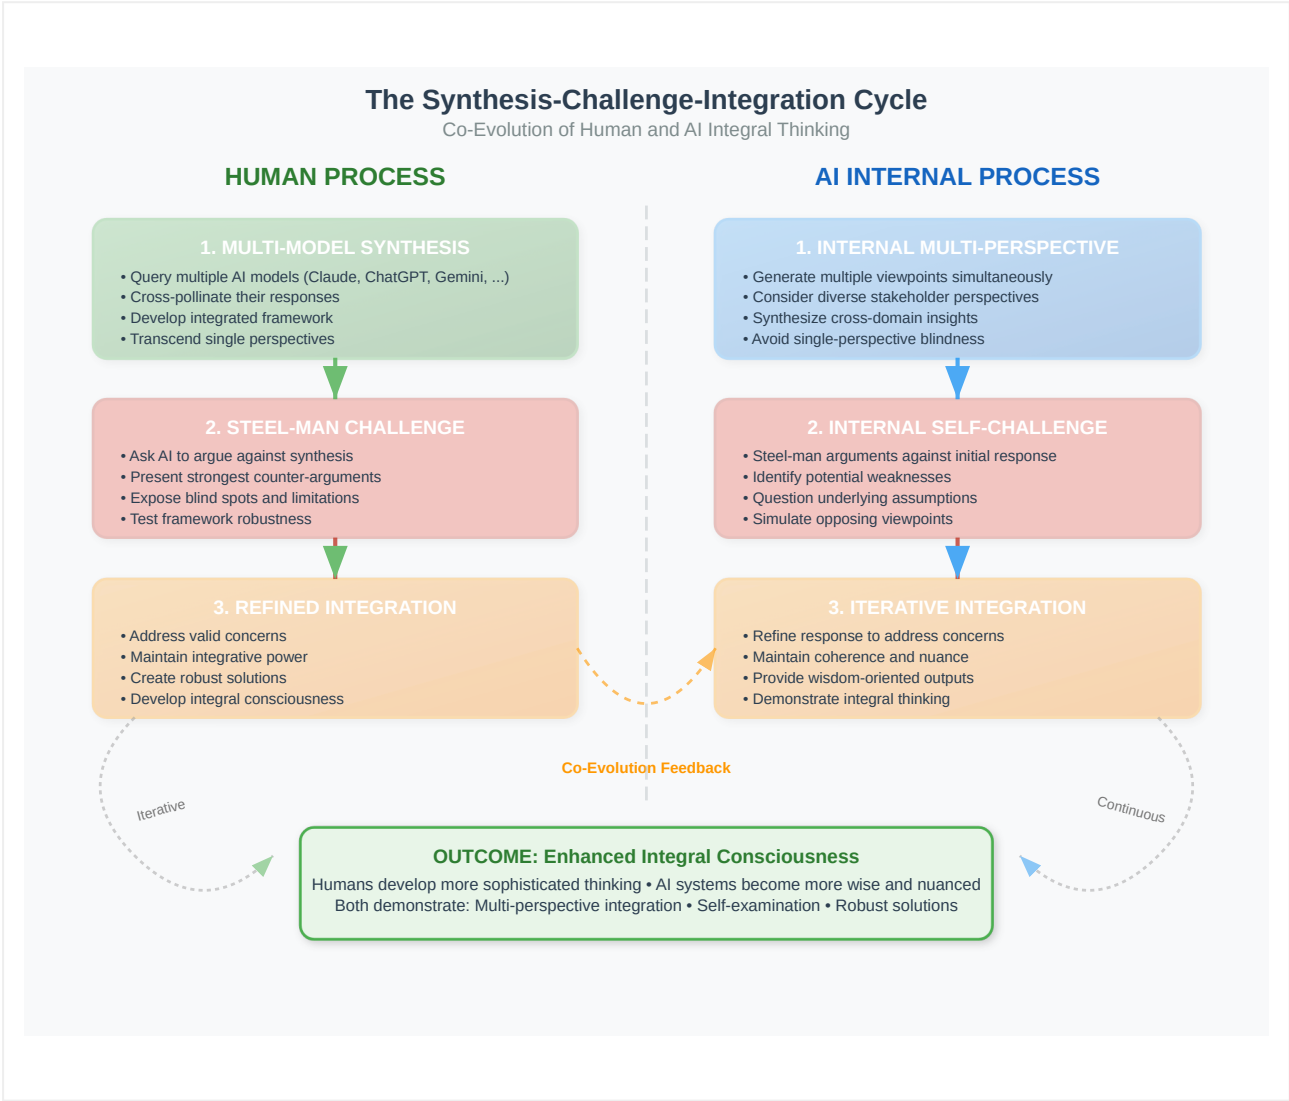 The Synthesis-Challenge-Integration Cycle
Co-Evolution of Human and AI Integral Thinking
HUMAN PROCESS
1. MULTI-MODEL SYNTHESIS
• Query multiple AI models (Claude, ChatGPT, Gemini, ...)
• Cross-pollinate their responses
• Develop integrated framework
• Transcend single perspectives
2. STEEL-MAN CHALLENGE
• Ask AI to argue against synthesis
• Present strongest counter-arguments
• Expose blind spots and limitations
• Test framework robustness
3. REFINED INTEGRATION
• Address valid concerns
• Maintain integrative power
• Create robust solutions
• Develop integral consciousness
Iterative
AI INTERNAL PROCESS
1. INTERNAL MULTI-PERSPECTIVE
• Generate multiple viewpoints simultaneously
• Consider diverse stakeholder perspectives
• Synthesize cross-domain insights
• Avoid single-perspective blindness
2. INTERNAL SELF-CHALLENGE
• Steel-man arguments against initial response
• Identify potential weaknesses
• Question underlying assumptions
• Simulate opposing viewpoints
3. ITERATIVE INTEGRATION
• Refine response to address concerns
• Maintain coherence and nuance
• Provide wisdom-oriented outputs
• Demonstrate integral thinking
Continuous
Co-Evolution Feedback
OUTCOME: Enhanced Integral Consciousness
Humans develop more sophisticated thinking • AI systems become more wise and nuanced
Both demonstrate: Multi-perspective integration • Self-examination • Robust solutions